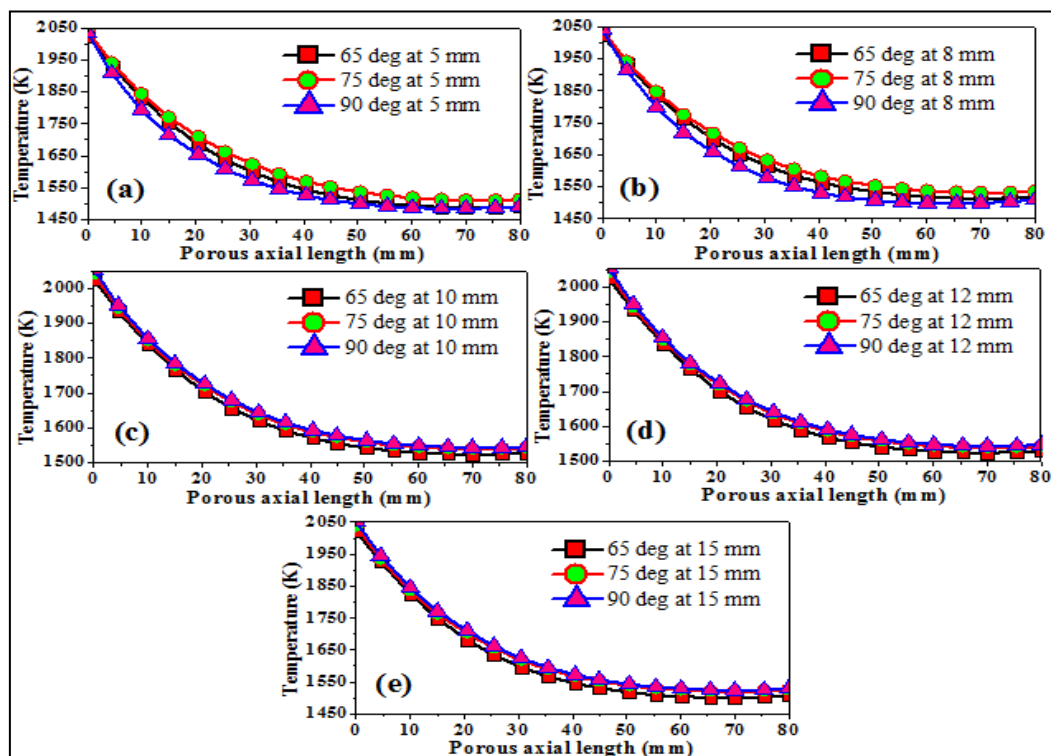 2050
1950
1850
1750
1650
1550
1450
Temperature (K)
65 deg at 5 mm
75 deg at 5 mm
90 deg at 5 mm
(a)
0 10 20 30 40 50 60 70 80
Porous axial length (mm)
2050
1950
1850
1750
1650
1550
1450
Temperature (K)
65 deg at 8 mm
75 deg at 8 mm
90 deg at 8 mm
(b)
0 10 20 30 40 50 60 70 80
Porous axial length (mm)
2000
1900
1800
1700
1600
1500
Temperature (K)
65 deg at 10 mm
75 deg at 10 mm
90 deg at 10 mm
(c)
0 10 20 30 40 50 60 70 80
Porous axial length (mm)
2000
1900
1800
1700
1600
1500
Temperature (K)
65 deg at 12 mm
75 deg at 12 mm
90 deg at 12 mm
(d)
0 10 20 30 40 50 60 70 80
Porous axial length (mm)
2050
1950
1850
1750
1650
1550
1450
Temperature (K)
65 deg at 15 mm
75 deg at 15 mm
90 deg at 15 mm
(e)
0 10 20 30 40 50 60 70 80
Porous axial length (mm)